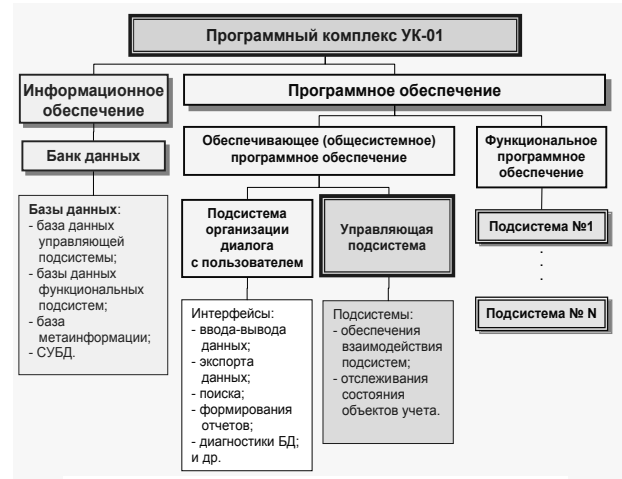 Программный комплекс УК-01
Информационное
обеспечение
Программное обеспечение
Банк данных
Обеспечивающее (общесистемное)
программное обеспечение
Функциональное
программное
обеспечение
Базы данных:
- база данных
управляющей
подсистемы;
- базы данных
функциональных
подсистем;
- база
метаинформации;
- СУБД.
Подсистема
организации
диалога
с пользователем
Управляющая
подсистема
Подсистема №1
.
.
.
Подсистема № N
Интерфейсы:
- ввода-вывода
данных;
- экспорта
данных;
- поиска;
- формирования
отчетов;
- диагностики БД;
и др.
Подсистемы:
- обеспечения
взаимодействия
подсистем;
- отслеживания
состояния
объектов учета.